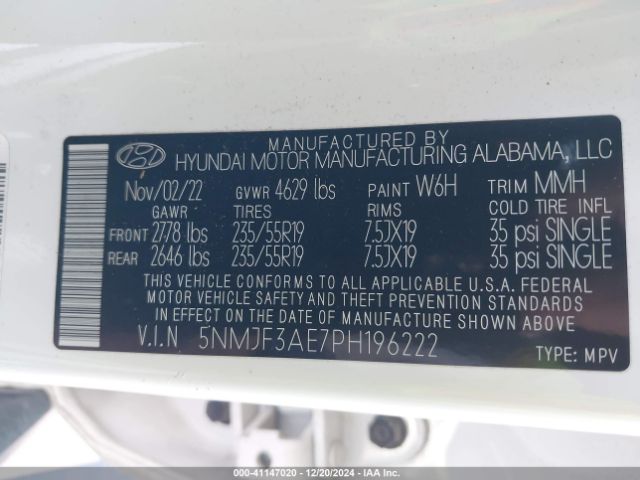 MANUFACTURED BY
HYUNDAI MOTOR MANUFACTURING ALABAMA, LLC
Nov/02/22 GVWR 4629 lbs PAINT W6H TRIM MMH
GAWR TIRES RIMS COLD TIRE INFL
FRONT 2778 lbs 235/55R19 7.5JX19 35 psi SINGLE
REAR 2646 lbs 235/55R19 7.5JX19 35 psi SINGLE
THIS VEHICLE CONFORMS TO ALL APPLICABLE U.S.A. FEDERAL
MOTOR VEHICLE SAFETY AND THEFT PREVENTION STANDARDS
IN EFFECT ON THE DATE OF MANUFACTURE SHOWN ABOVE.
V.I.N 5NMJF3AE7PH196222
TYPE: MPV
000-41147020 - 12/20/2024 - IAA Inc.